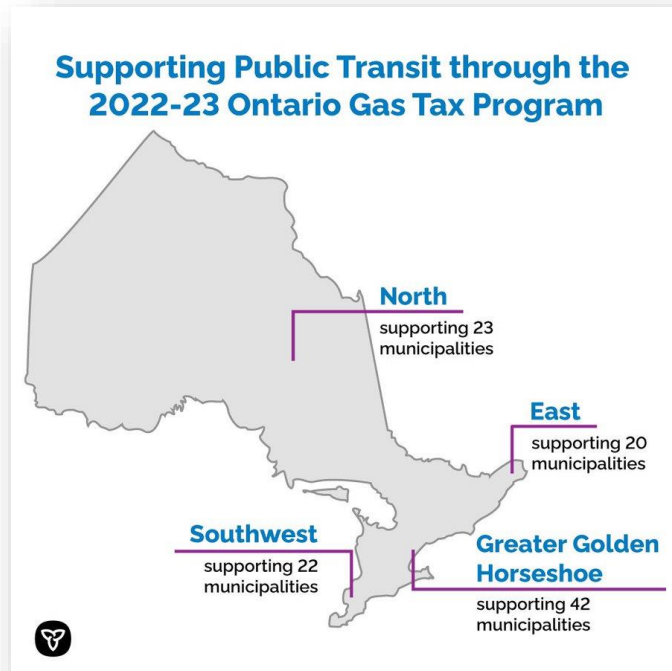 Supporting Public Transit through the
2022-23 Ontario Gas Tax Program
North
supporting 23
municipalities
East
supporting 20
municipalities
Southwest
supporting 22
municipalities
Greater Golden
Horseshoe
supporting 42
municipalities